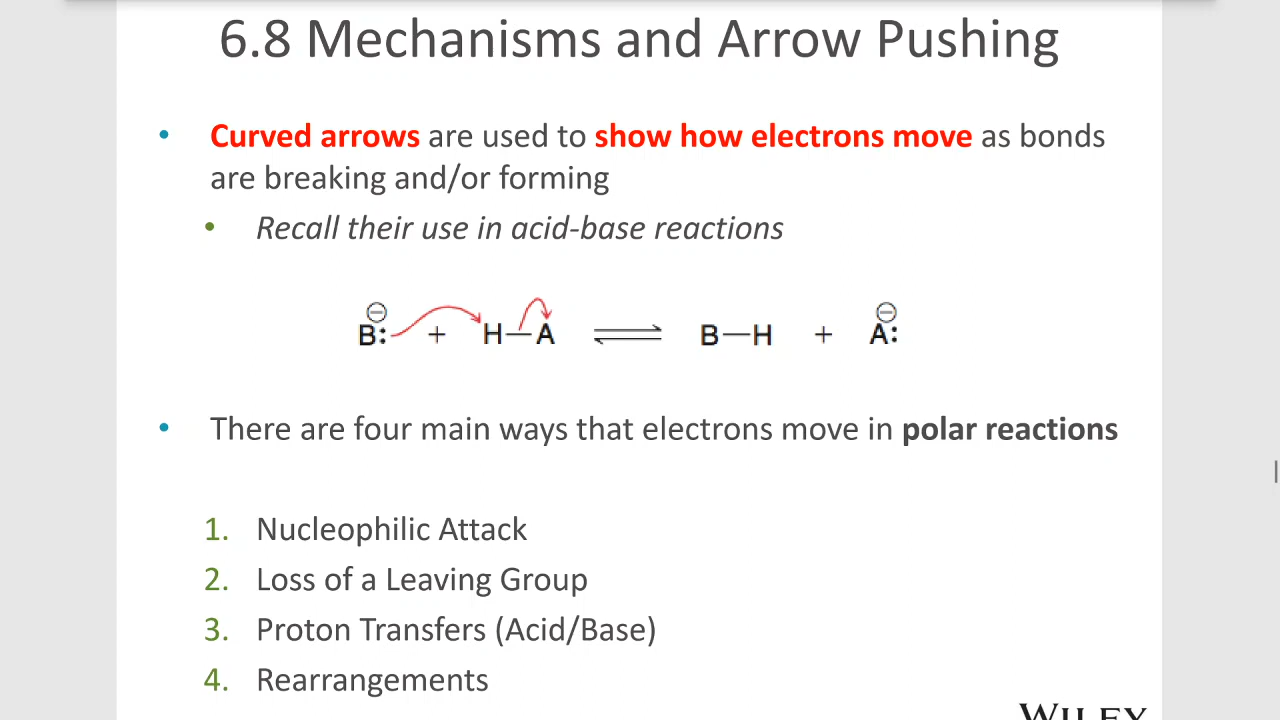 6.8 Mechanisms and Arrow Pushing
• Curved arrows are used to show how electrons move as bonds
are breaking and/or forming
• Recall their use in acid-base reactions
⊖ ⊖
B: + H—A ⇌ B—H + A:
• There are four main ways that electrons move in polar reactions
1. Nucleophilic Attack
2. Loss of a Leaving Group
3. Proton Transfers (Acid/Base)
4. Rearrangements
WILEY